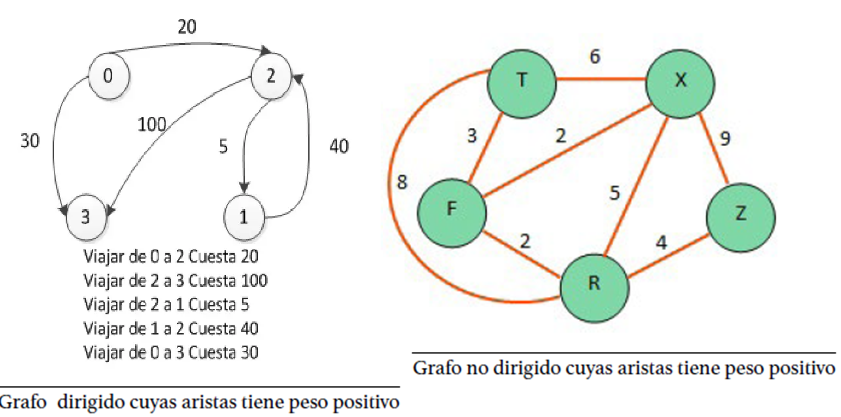 20
0
2
30
100
5
40
3
1
Viajar de 0 a 2 Cuesta 20
Viajar de 2 a 3 Cuesta 100
Viajar de 2 a 1 Cuesta 5
Viajar de 1 a 2 Cuesta 40
Viajar de 0 a 3 Cuesta 30
Grafo dirigido cuyas aristas tiene peso positivo
6
T
X
3
2
9
8
5
F
Z
2
4
R
Grafo no dirigido cuyas aristas tiene peso positivo